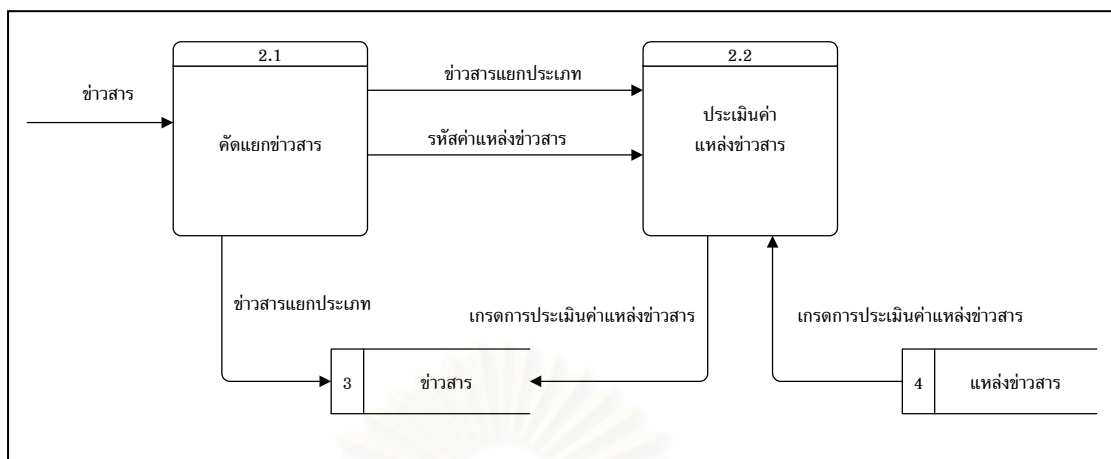 2.1
2.2
ข่าวสาร
ข่าวสารแยกประเภท
คัดแยกข่าวสาร
รหัสค่าแหล่งข่าวสาร
ประเมินค่า
แหล่งข่าวสาร
ข่าวสารแยกประเภท
เกรดการประเมินค่าแหล่งข่าวสาร
เกรดการประเมินค่าแหล่งข่าวสาร
3
ข่าวสาร
4
แหล่งข่าวสาร